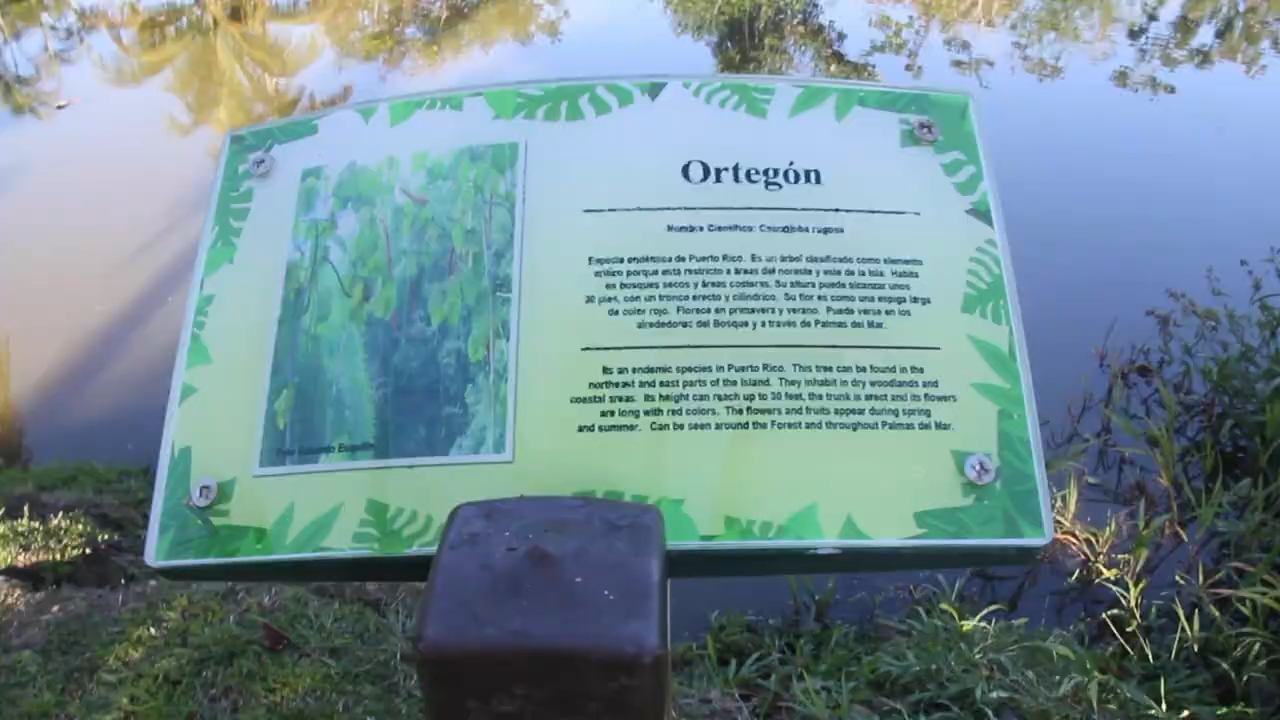 Ortegón
Nombre Científico: Coccoloba rugosa
Especie endémica de Puerto Rico. Es un árbol clasificado como elemento
crítico porque está restricto a áreas del noreste y este de la Isla. Habita
en bosques secos y áreas costeras. Su altura puede alcanzar unos
30 pies, con un tronco erecto y cilíndrico. Su flor es como una espiga larga
de color rojo. Florece en primavera y verano. Puede verse en los
alrededores del Bosque y a través de Palmas del Mar.
Its an endemic species in Puerto Rico. This tree can be found in the
northeast and east parts of the Island. They inhabit in dry woodlands and
coastal areas. Its height can reach up to 30 feet, the trunk is erect and its flowers
are long with red colors. The flowers and fruits appear during spring
and summer. Can be seen around the Forest and throughout Palmas del Mar.